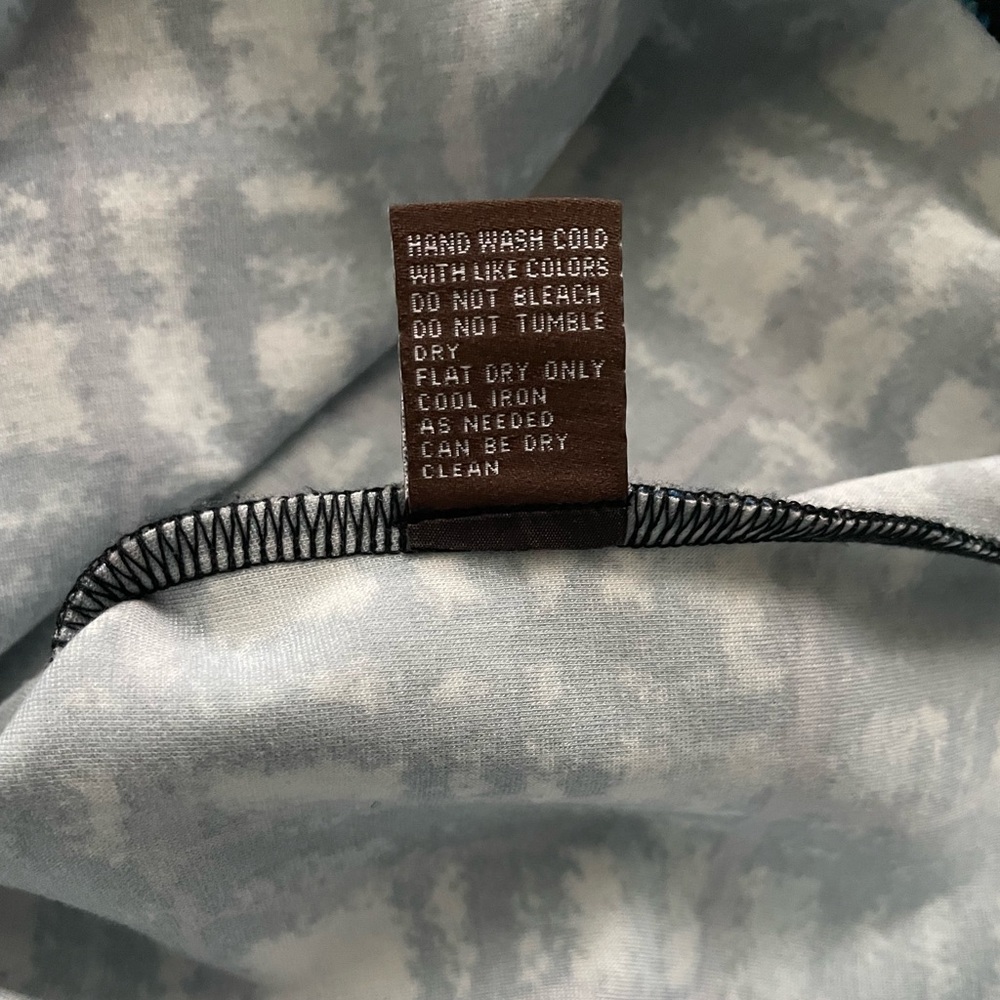 HAND WASH COLD
WITH LIKE COLORS
DO NOT BLEACH
DO NOT TUMBLE
DRY
FLAT DRY ONLY
COOL IRON
AS NEEDED
CAN BE DRY
CLEAN